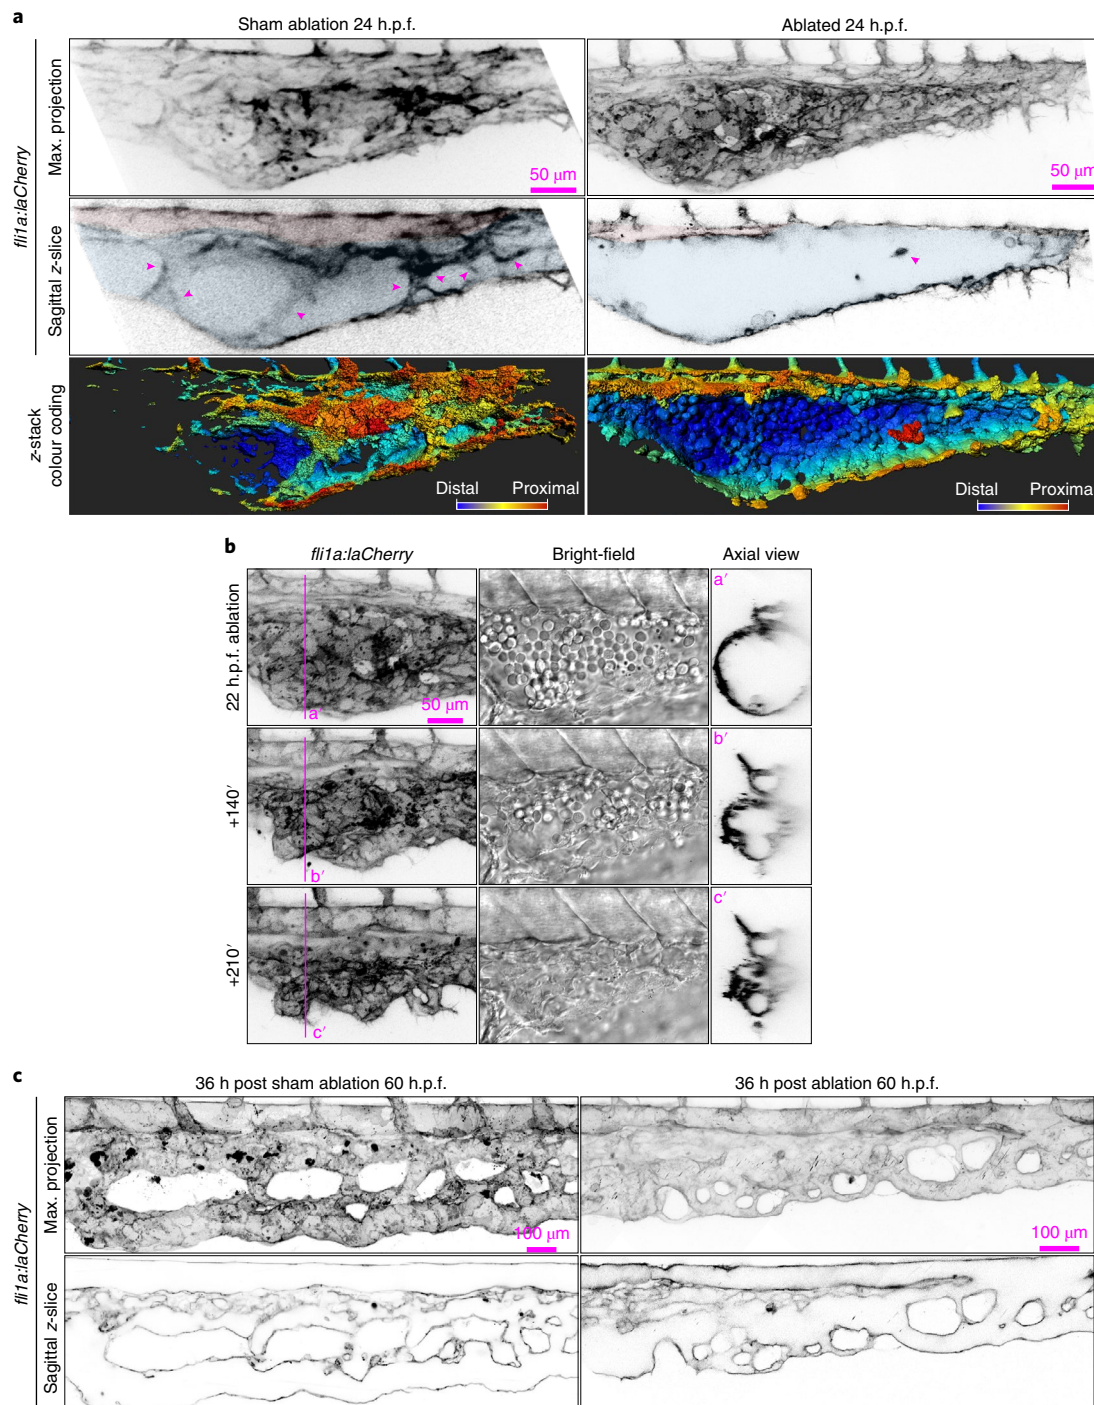 a
Sham ablation 24 h.p.f.
Ablated 24 h.p.f.
fli1a:laCherry
Max. projection
50 μm
50 μm
Sagittal z-slice
z-stack
colour coding
Distal
Proximal
Distal
Proximal
b
fli1a:laCherry
Bright-field
Axial view
22 h.p.f. ablation
a′
50 μm
a′
+140′
b′
b′
+210′
c′
c′
c
36 h post sham ablation 60 h.p.f.
36 h post ablation 60 h.p.f.
fli1a:laCherry
Max. projection
100 μm
100 μm
Sagittal z-slice